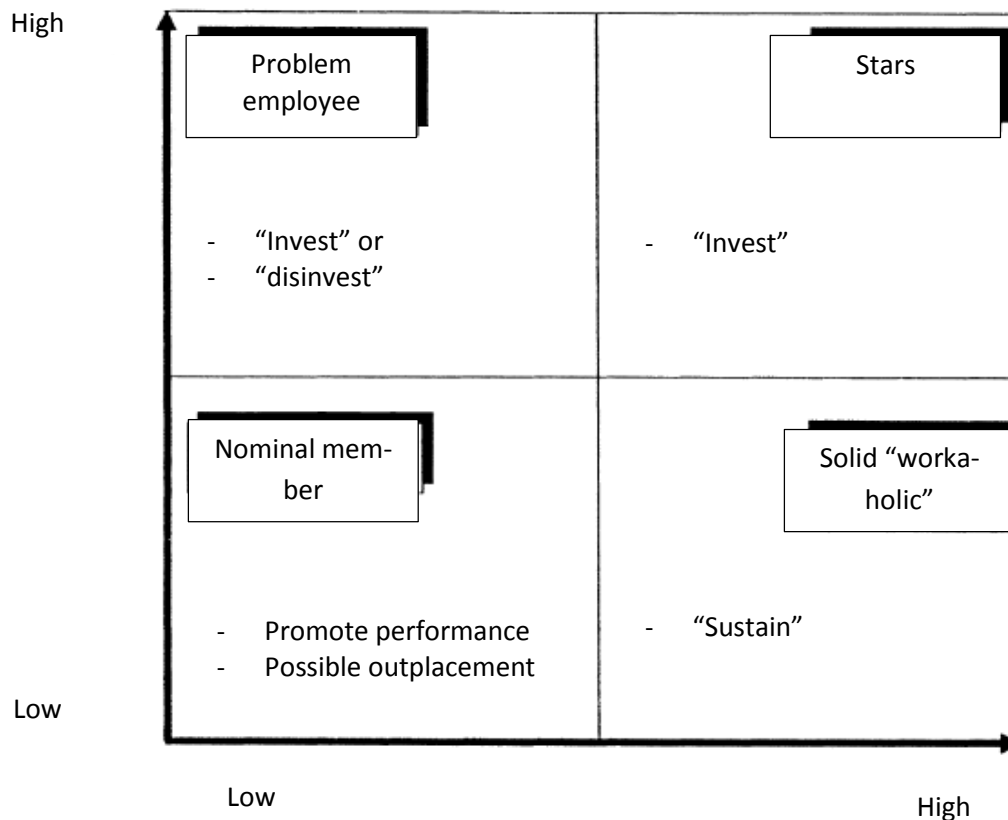 High
Problem
employee
Stars
- “Invest” or
- “disinvest”
- “Invest”
Nominal mem-
ber
Solid “worka-
holic”
- Promote performance
- Possible outplacement
- “Sustain”
Low
Low
High